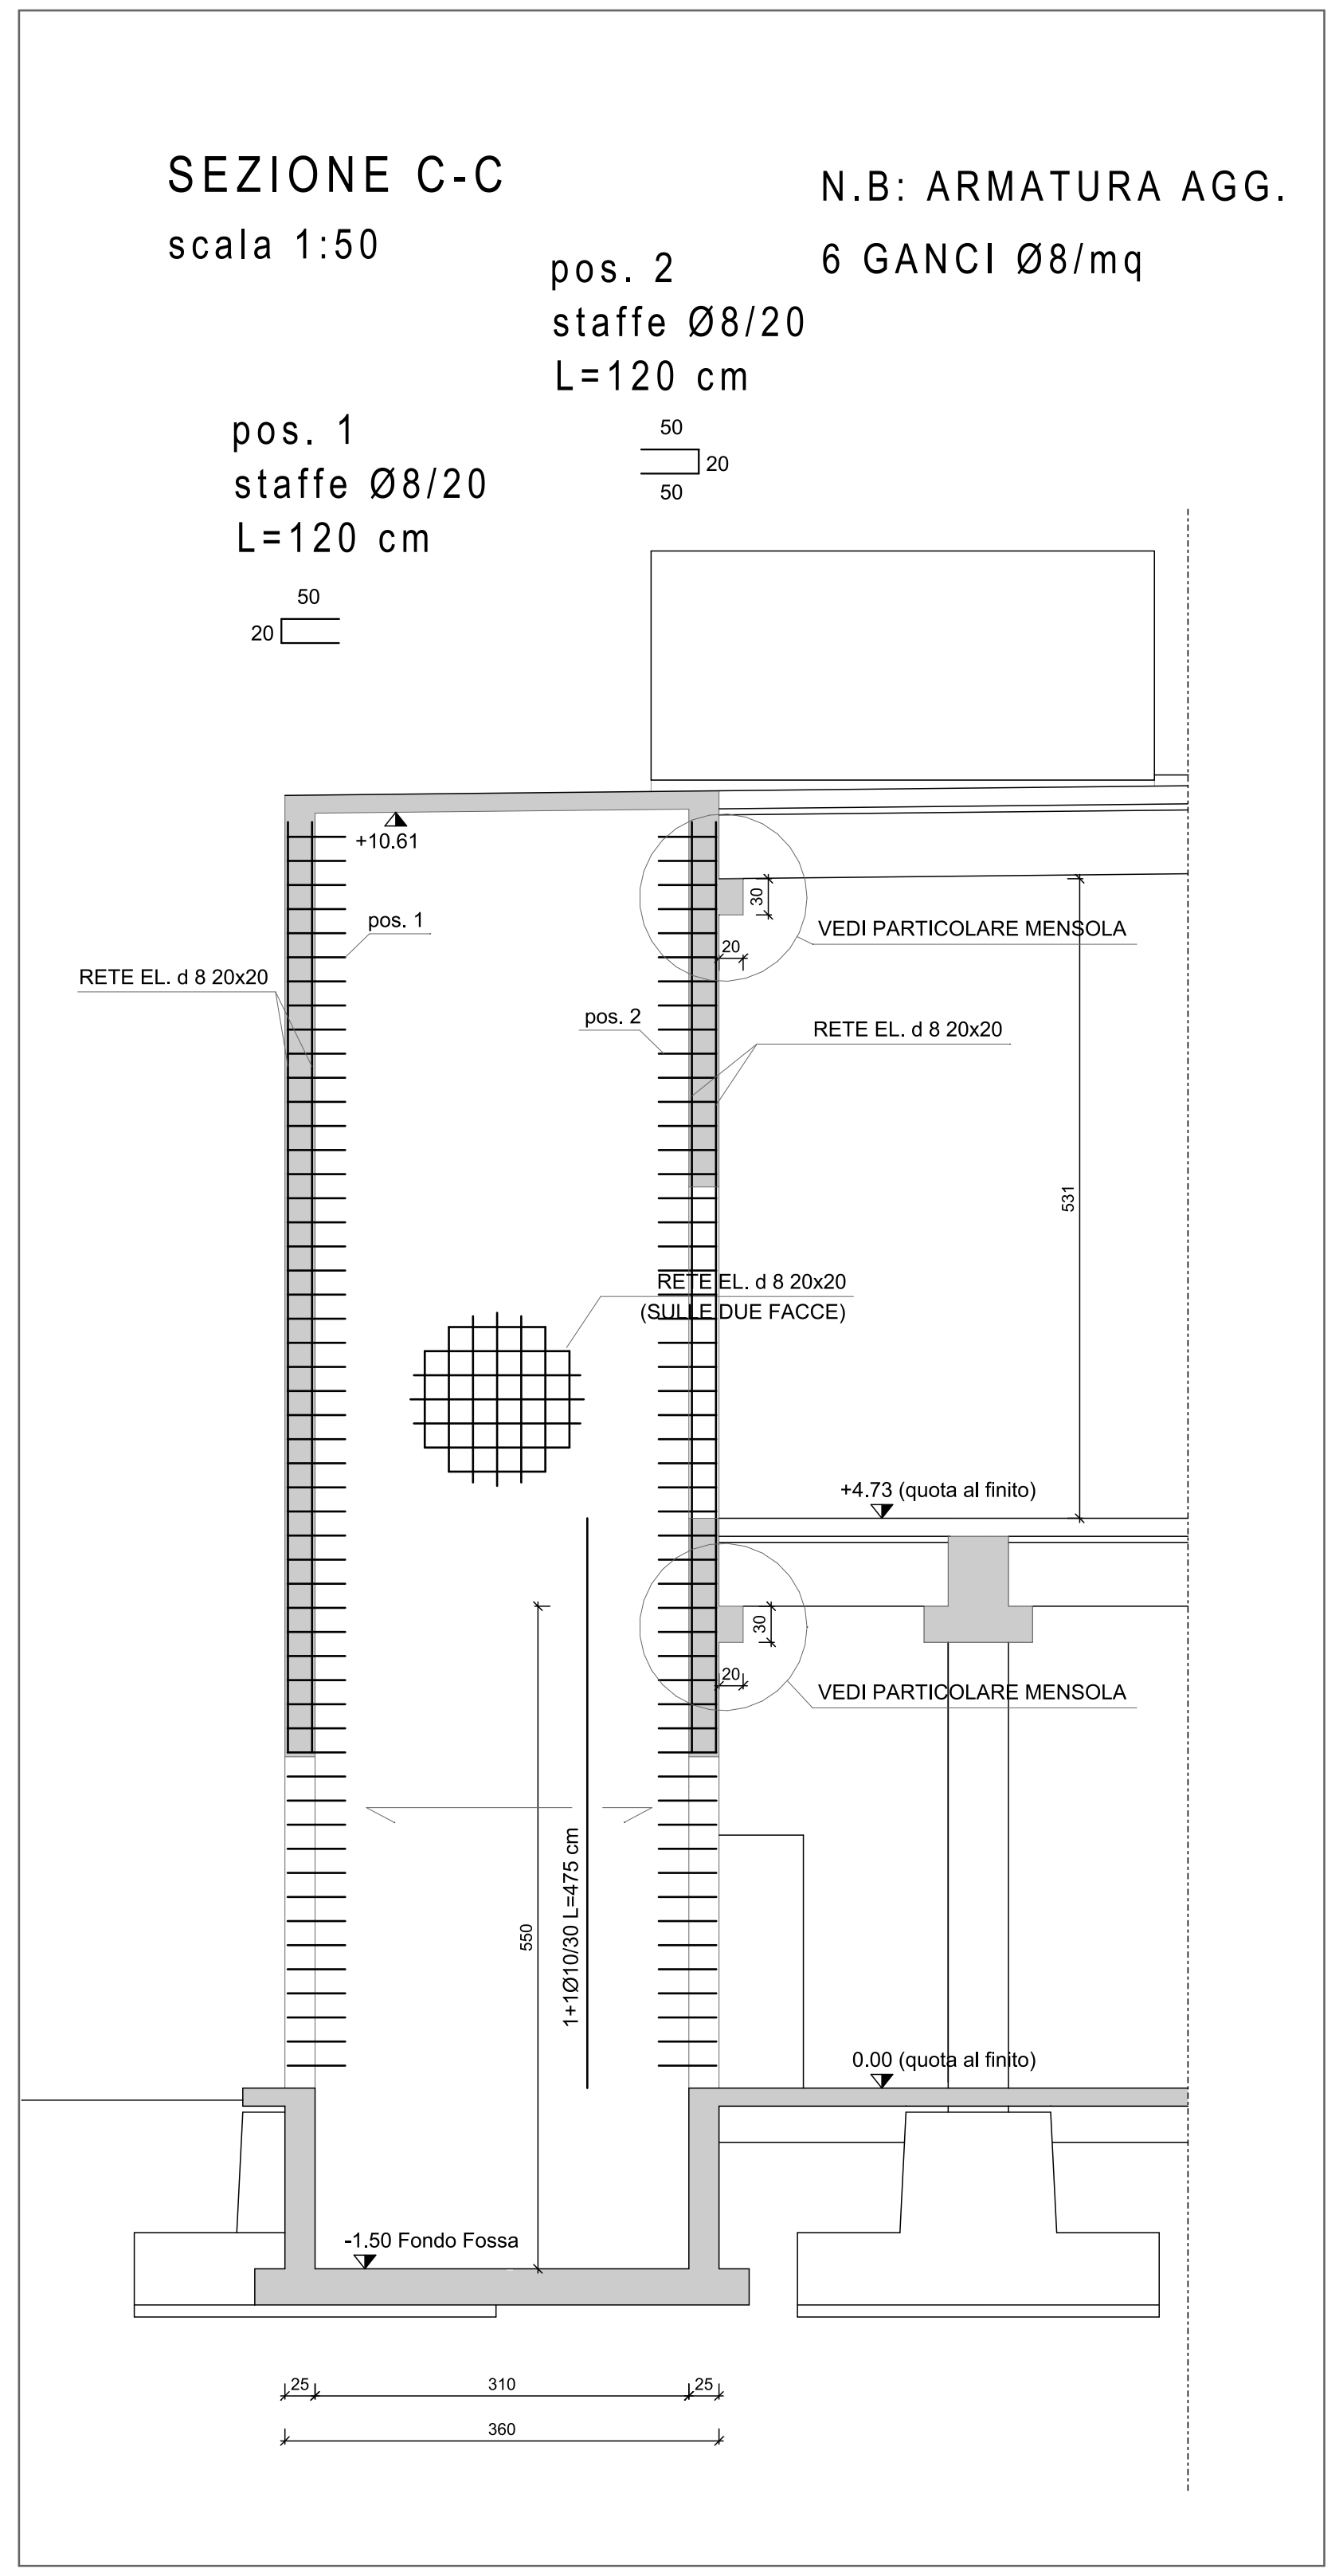 SEZIONE C-C
scala 1:50
N.B: ARMATURA AGG.
6 GANCI Ø8/mq
pos. 2
staffe Ø8/20
L=120 cm
50
20
50
pos. 1
staffe Ø8/20
L=120 cm
50
20
+10.61
pos. 1
RETE EL. d 8 20x20
30
VEDI PARTICOLARE MENSOLA
20
pos. 2
RETE EL. d 8 20x20
531
RETE EL. d 8 20x20
(SULLE DUE FACCE)
+4.73 (quota al finito)
30
20
VEDI PARTICOLARE MENSOLA
550
1+1Ø10/30 L=475 cm
0.00 (quota al finito)
-1.50 Fondo Fossa
25
310
25
360